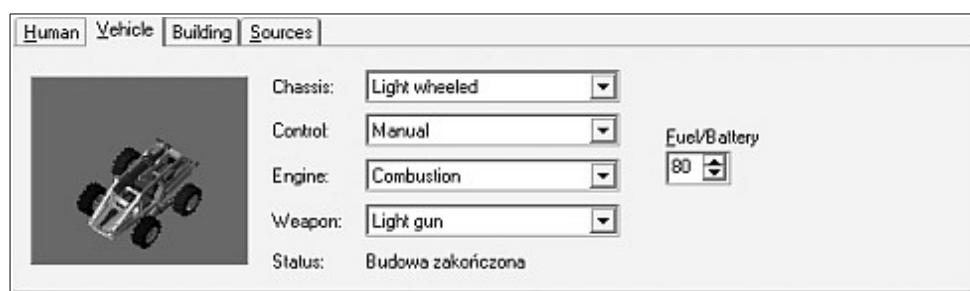 Human Vehicle Building Sources
Chassis: Light wheeled
Control: Manual
Fuel/Battery
Engine: Combustion
80
Weapon: Light gun
Status: Budowa zakończona